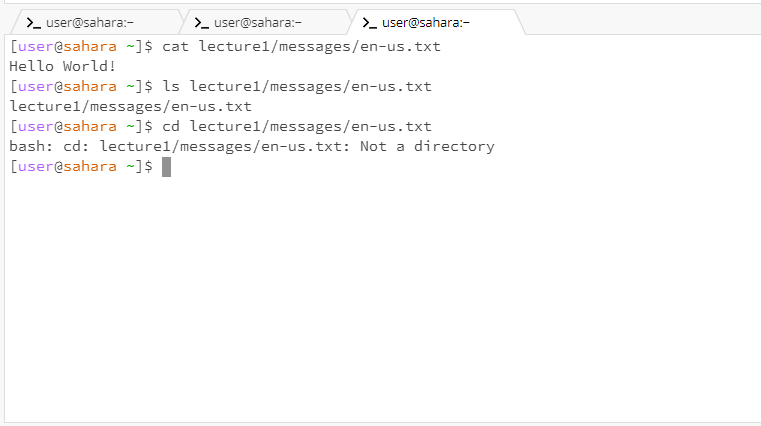 user@sahara:~
user@sahara:~
user@sahara:~
[user@sahara ~]$ cat lecture1/messages/en-us.txt
Hello World!
[user@sahara ~]$ ls lecture1/messages/en-us.txt
lecture1/messages/en-us.txt
[user@sahara ~]$ cd lecture1/messages/en-us.txt
bash: cd: lecture1/messages/en-us.txt: Not a directory
[user@sahara ~]$